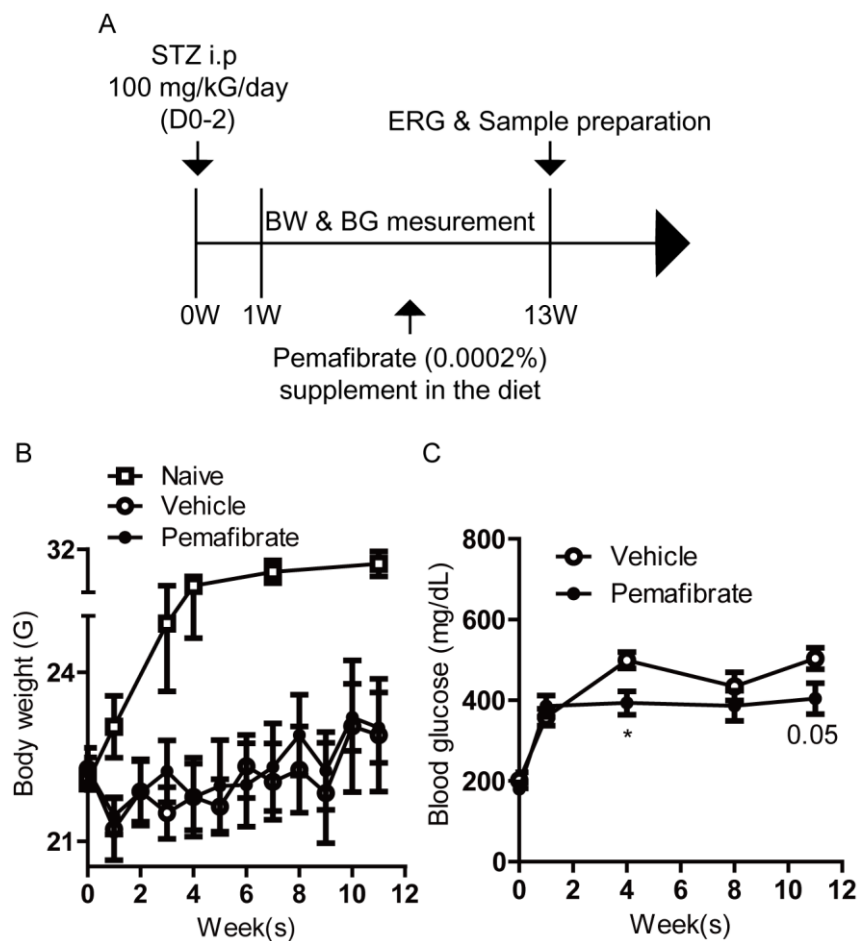 A
STZ i.p
100 mg/kG/day
(D0-2)
ERG & Sample preparation
BW & BG mesurement
0W 1W 13W
Pemafibrate (0.0002%)
supplement in the diet
B
Naive
Vehicle
Pemafibrate
32
24
21
Body weight (G)
0 2 4 6 8 10 12
Week(s)
C
Vehicle
Pemafibrate
800
600
400
200
0
Blood glucose (mg/dL)
*
0.05
0 2 4 6 8 10 12
Week(s)